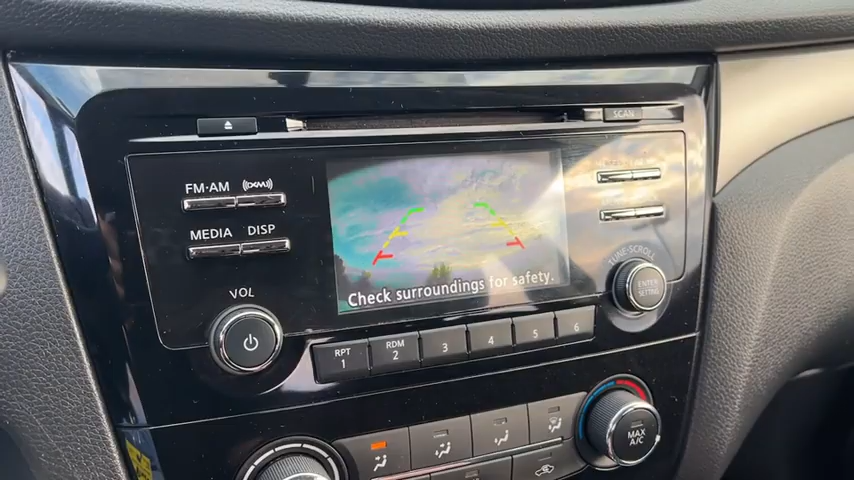 SCAN
FM·AM (XM)
MEDIA DISP
TUNE·SCROLL
ENTER
SETTING
Check surroundings for safety.
VOL
RPT RDM
1 2 3 4 5 6
MAX
A/C